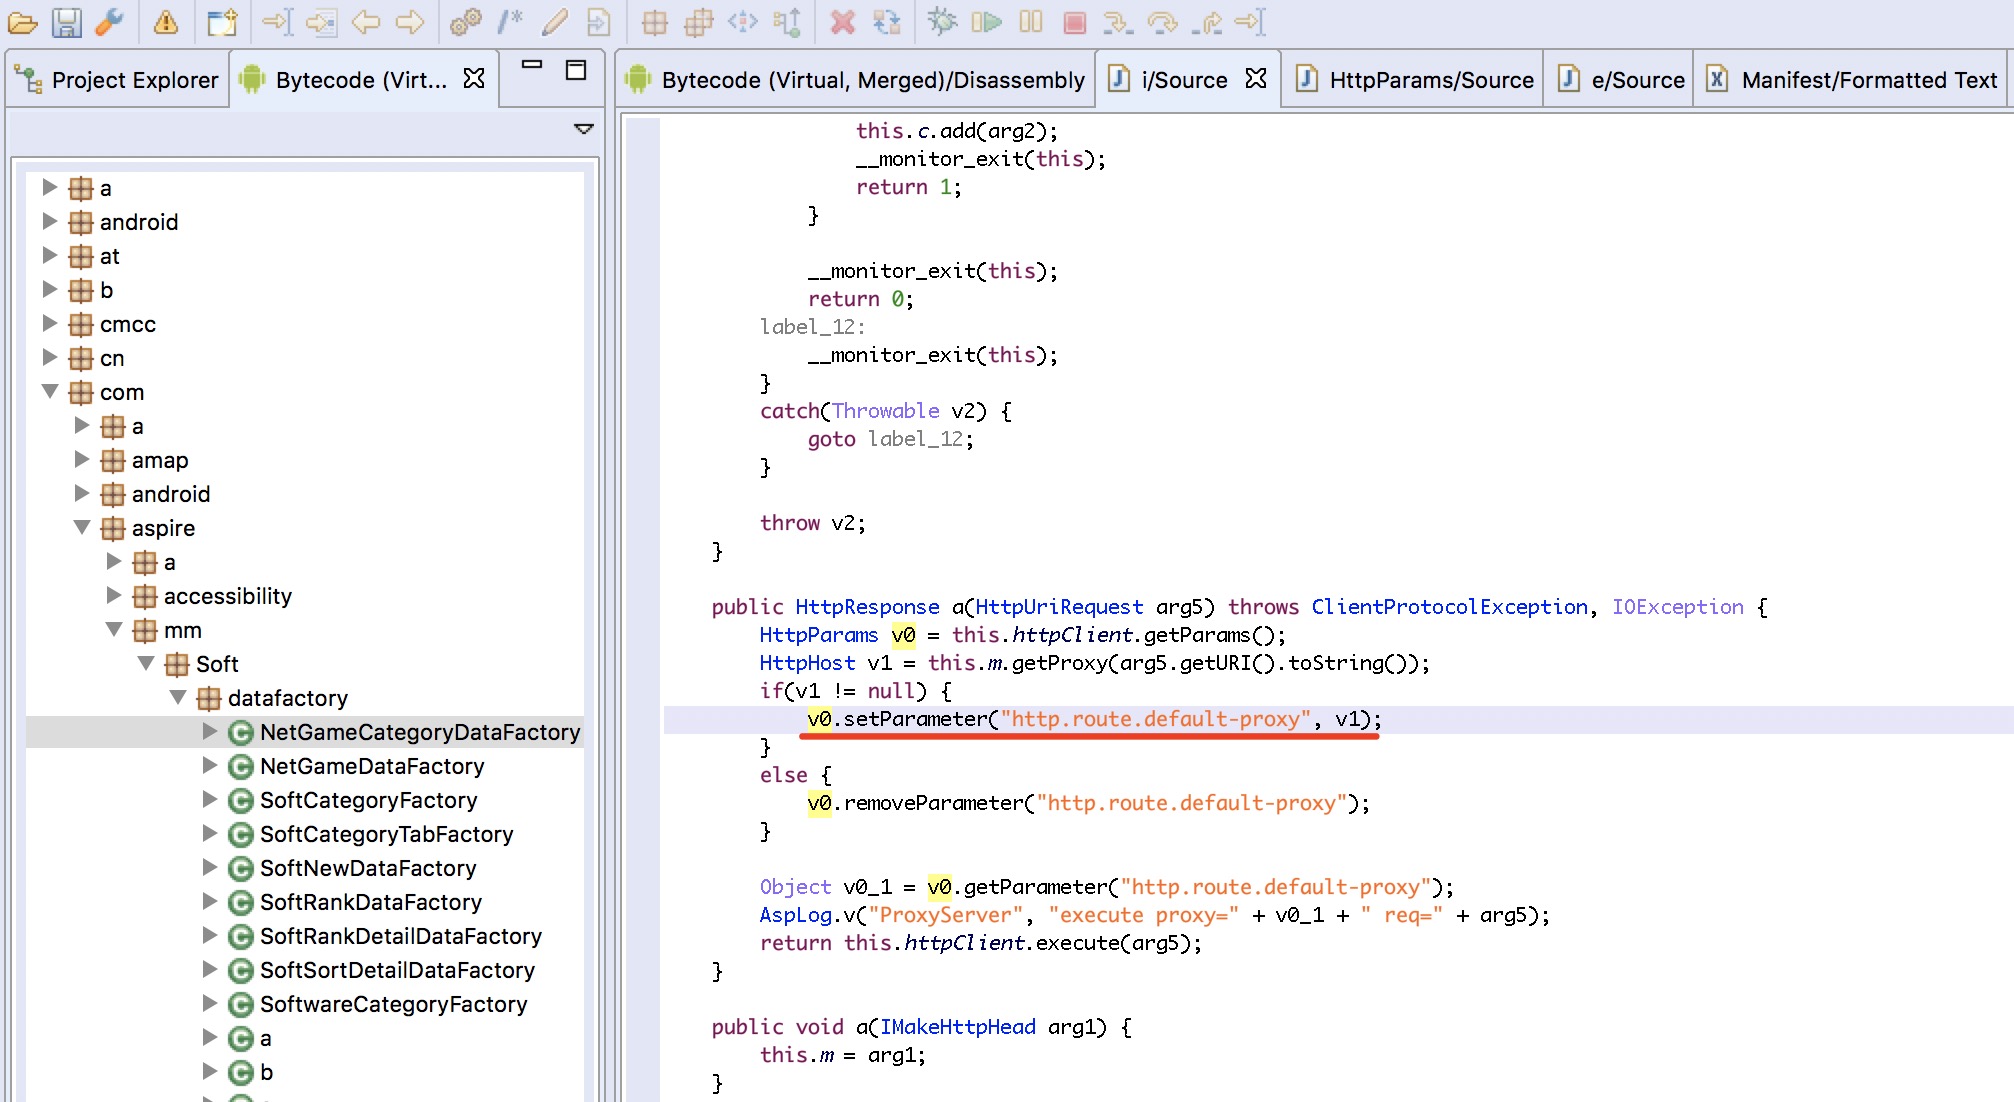 Project Explorer
Bytecode (Virt...
Bytecode (Virtual, Merged)/Disassembly
i/Source
HttpParams/Source
e/Source
Manifest/Formatted Text
a
android
at
b
cmcc
cn
com
a
amap
android
aspire
a
accessibility
mm
Soft
datafactory
NetGameCategoryDataFactory
NetGameDataFactory
SoftCategoryFactory
SoftCategoryTabFactory
SoftNewDataFactory
SoftRankDataFactory
SoftRankDetailDataFactory
SoftSortDetailDataFactory
SoftwareCategoryFactory
a
b
this.c.add(arg2);
__monitor_exit(this);
return 1;
}
__monitor_exit(this);
return 0;
label_12:
__monitor_exit(this);
}
catch(Throwable v2) {
goto label_12;
}
throw v2;
}
public HttpResponse a(HttpUriRequest arg5) throws ClientProtocolException, IOException {
HttpParams v0 = this.httpClient.getParams();
HttpHost v1 = this.m.getProxy(arg5.getURI().toString());
if(v1 != null) {
v0.setParameter("http.route.default-proxy", v1);
}
else {
v0.removeParameter("http.route.default-proxy");
}
Object v0_1 = v0.getParameter("http.route.default-proxy");
AspLog.v("ProxyServer", "execute proxy=" + v0_1 + " req=" + arg5);
return this.httpClient.execute(arg5);
}
public void a(IMakeHttpHead arg1) {
this.m = arg1;
}